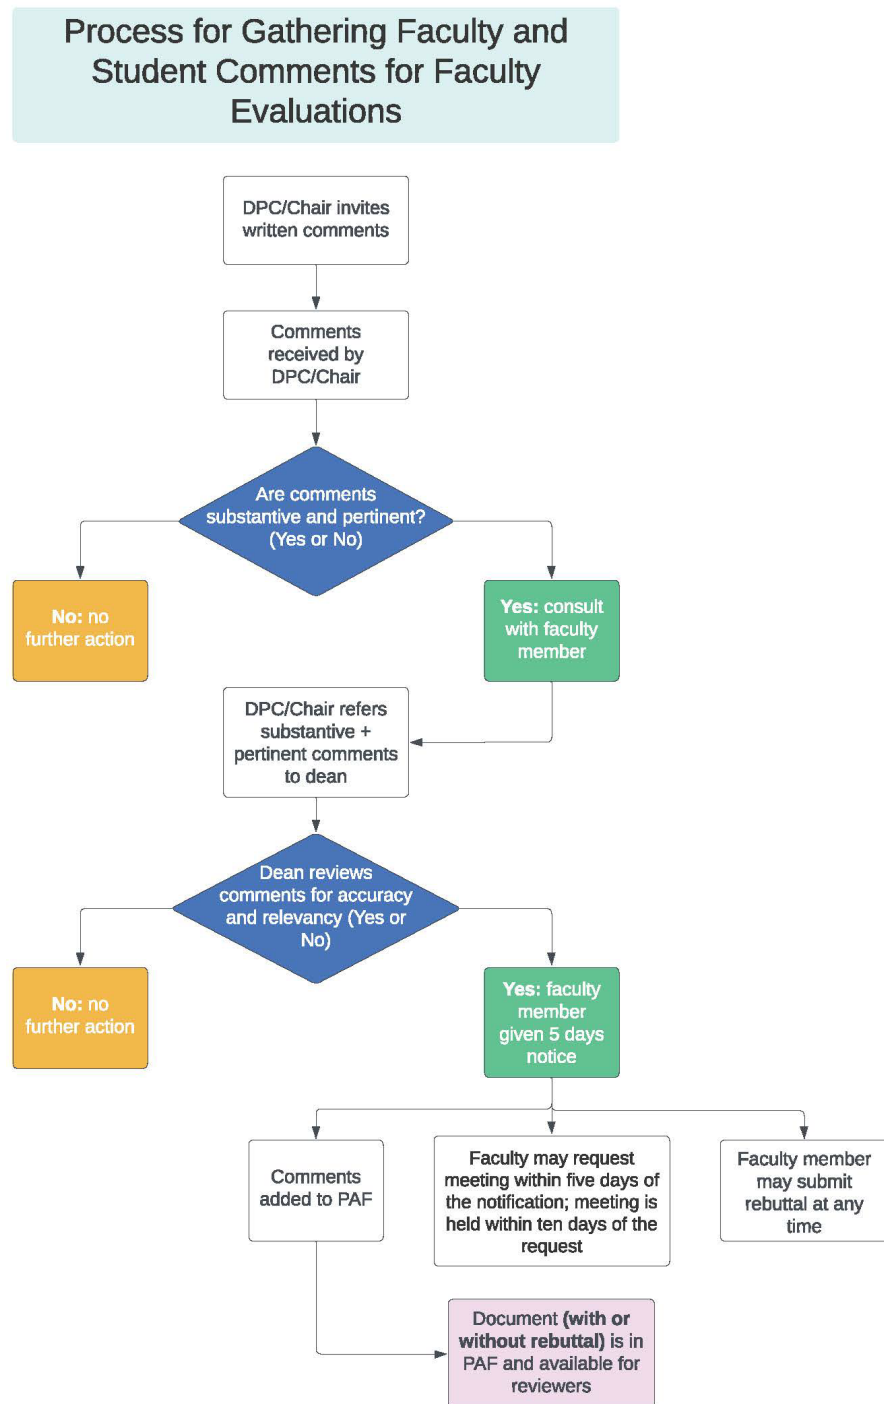 Process for Gathering Faculty and
Student Comments for Faculty
Evaluations
DPC/Chair invites
written comments
Comments
received by
DPC/Chair
Are comments
substantive and pertinent?
(Yes or No)
No: no
further action
Yes: consult
with faculty
member
DPC/Chair refers
substantive +
pertinent comments
to dean
Dean reviews
comments for accuracy
and relevancy (Yes or
No)
No: no
further action
Yes: faculty
member
given 5 days
notice
Comments
added to PAF
Faculty may request
meeting within five days of
the notification; meeting is
held within ten days of the
request
Faculty member
may submit
rebuttal at any
time
Document (with or
without rebuttal) is in
PAF and available for
reviewers